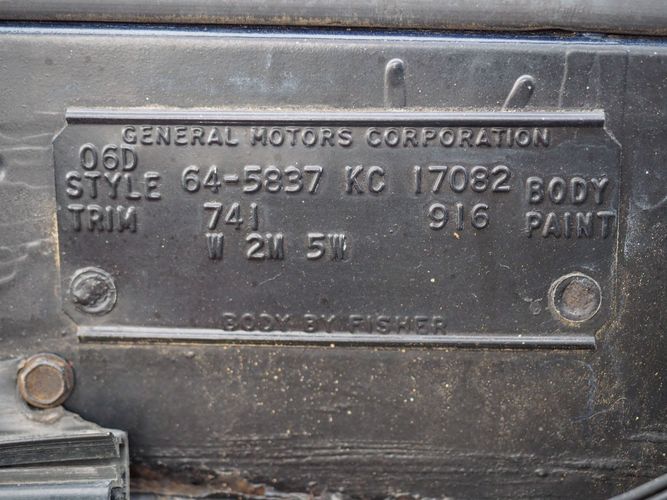 GENERAL MOTORS CORPORATION
06D
STYLE 64-5837 KC 17082 BODY
TRIM 741 916 PAINT
W 2M 5W
BODY BY FISHER